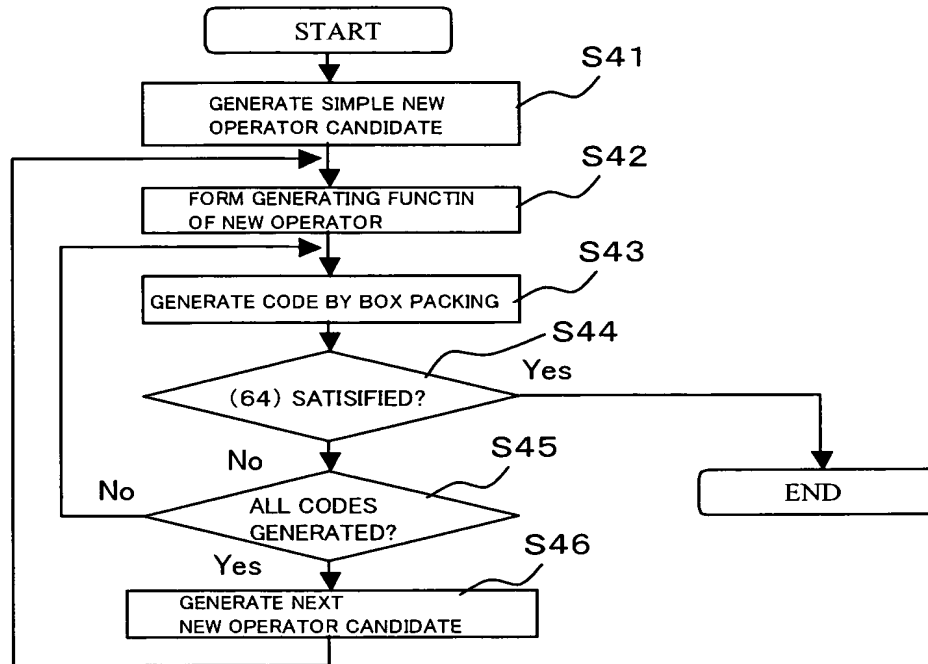 START
S41
GENERATE SIMPLE NEW
OPERATOR CANDIDATE
S42
FORM GENERATING FUNCTIN
OF NEW OPERATOR
S43
GENERATE CODE BY BOX PACKING
S44
Yes
(64) SATISIFIED?
No
S45
No
ALL CODES
GENERATED?
END
Yes
S46
GENERATE NEXT
NEW OPERATOR CANDIDATE